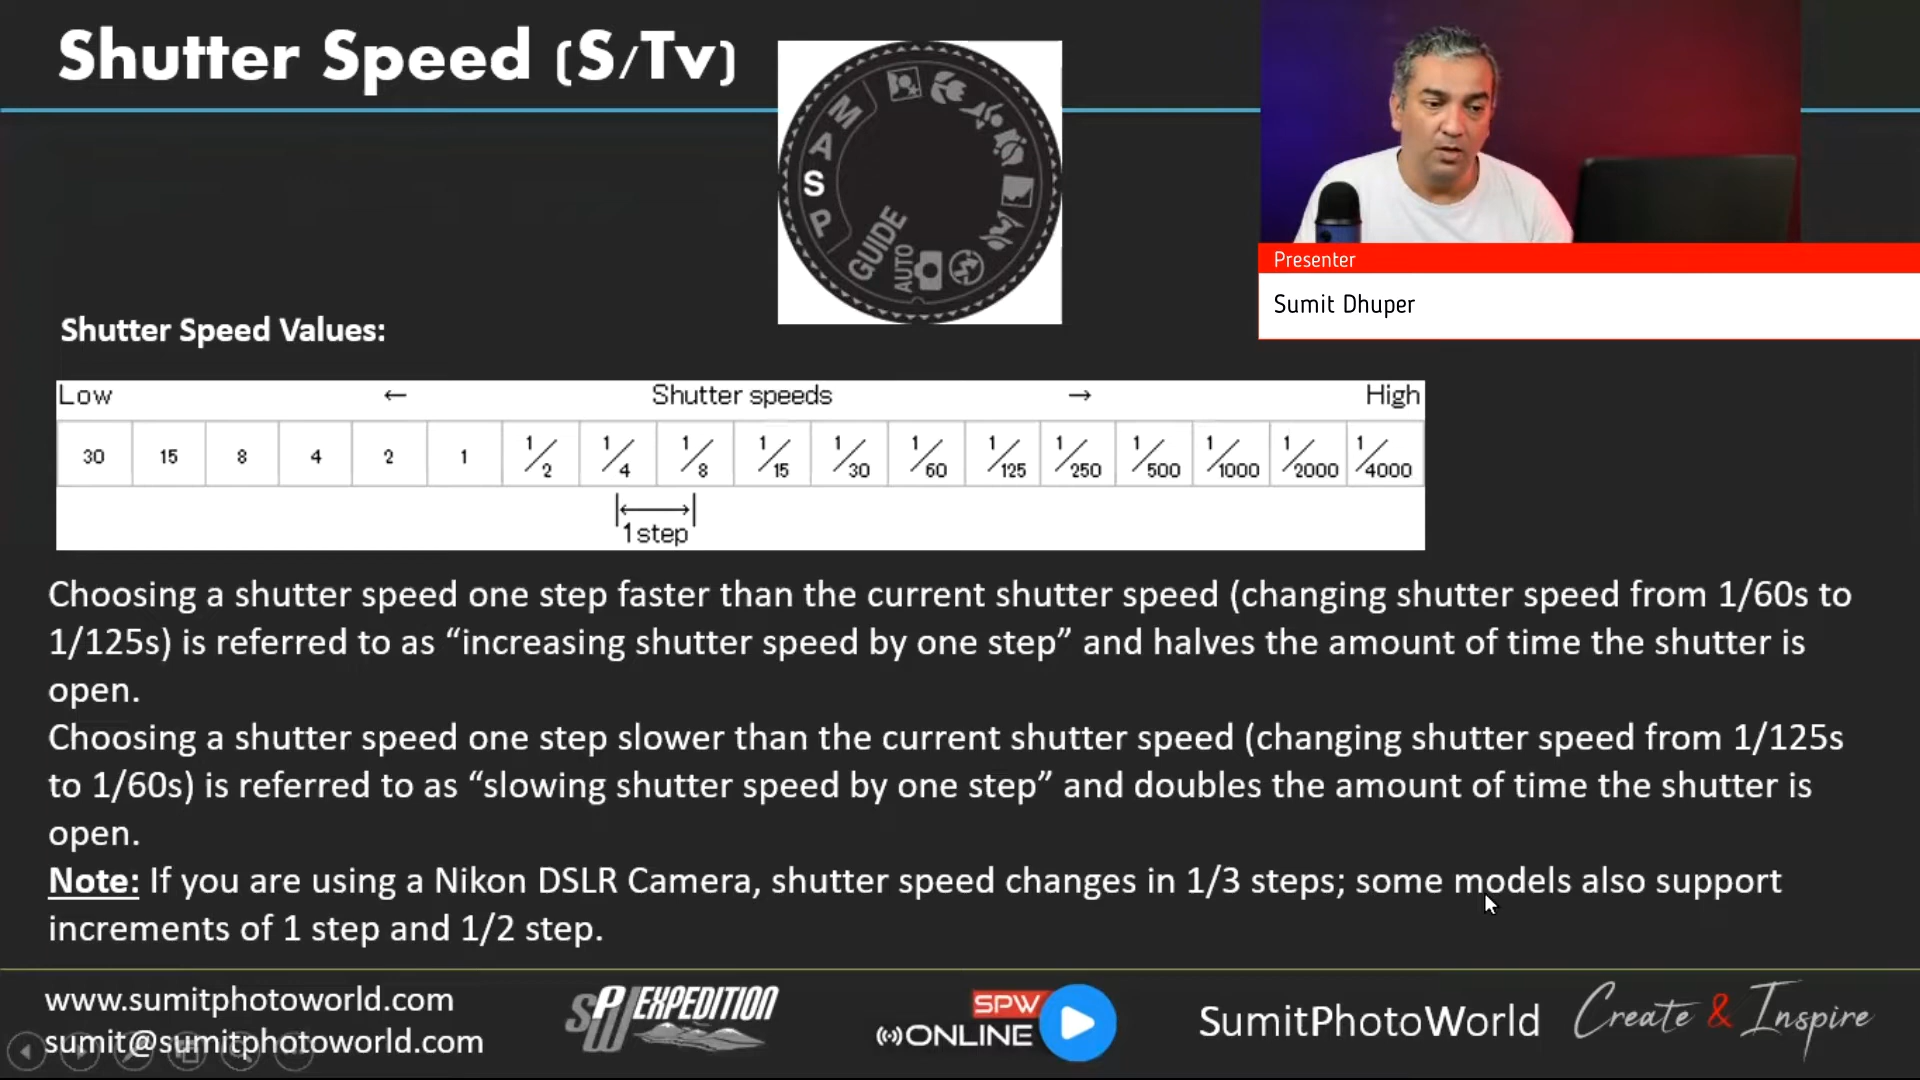 Shutter Speed (S/Tv)
M
A
S
P
GUIDE
AUTO
Presenter
Sumit Dhuper
Shutter Speed Values:
Low ← Shutter speeds → High
30 15 8 4 2 1 1/2 1/4 1/8 1/15 1/30 1/60 1/125 1/250 1/500 1/1000 1/2000 1/4000
1 step
Choosing a shutter speed one step faster than the current shutter speed (changing shutter speed from 1/60s to
1/125s) is referred to as “increasing shutter speed by one step” and halves the amount of time the shutter is
open.
Choosing a shutter speed one step slower than the current shutter speed (changing shutter speed from 1/125s
to 1/60s) is referred to as “slowing shutter speed by one step” and doubles the amount of time the shutter is
open.
Note: If you are using a Nikon DSLR Camera, shutter speed changes in 1/3 steps; some models also support
increments of 1 step and 1/2 step.
www.sumitphotoworld.com
sumit@sumitphotoworld.com
SPW EXPEDITION
SPW
ONLINE
SumitPhotoWorld
Create & Inspire